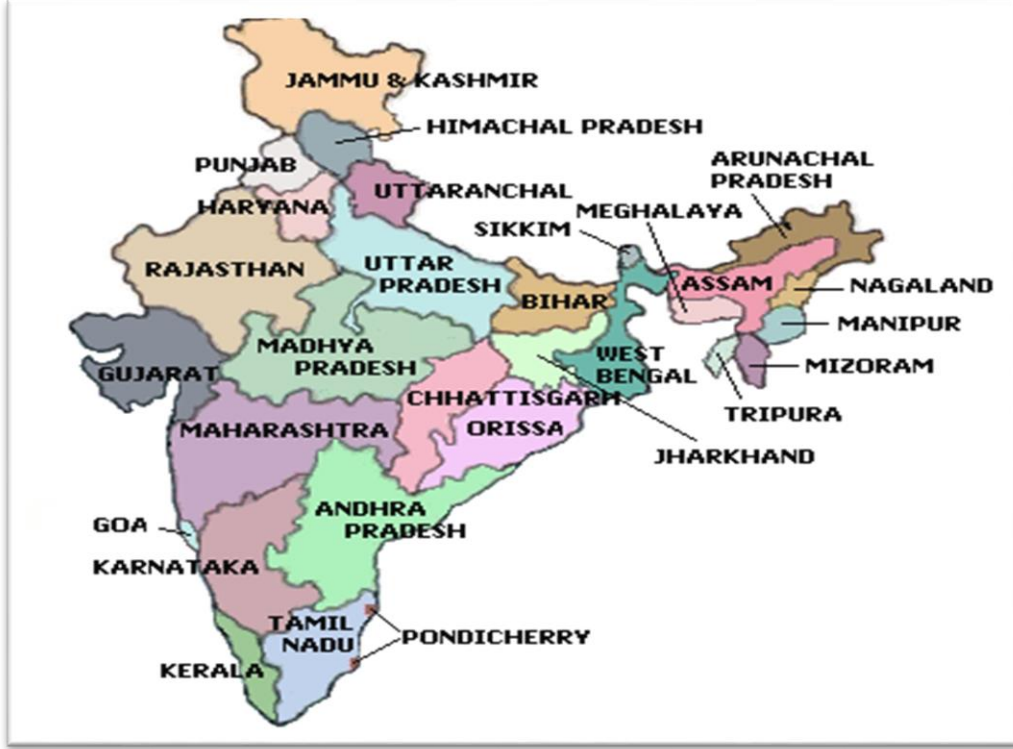 JAMMU & KASHMIR
HIMACHAL PRADESH
PUNJAB
ARUNACHAL
PRADESH
UTTARANCHAL
HARYANA
MEGHALAYA
SIKKIM
RAJASTHAN
UTTAR
PRADESH
BIHAR
ASSAM
NAGALAND
MANIPUR
MADHYA
PRADESH
WEST
BENGAL
MIZORAM
GUJARAT
CHHATTISGARH
TRIPURA
MAHARASHTRA
ORISSA
JHARKHAND
ANDHRA
PRADESH
GOA
KARNATAKA
TAMIL
NADU
PONDICHERRY
KERALA